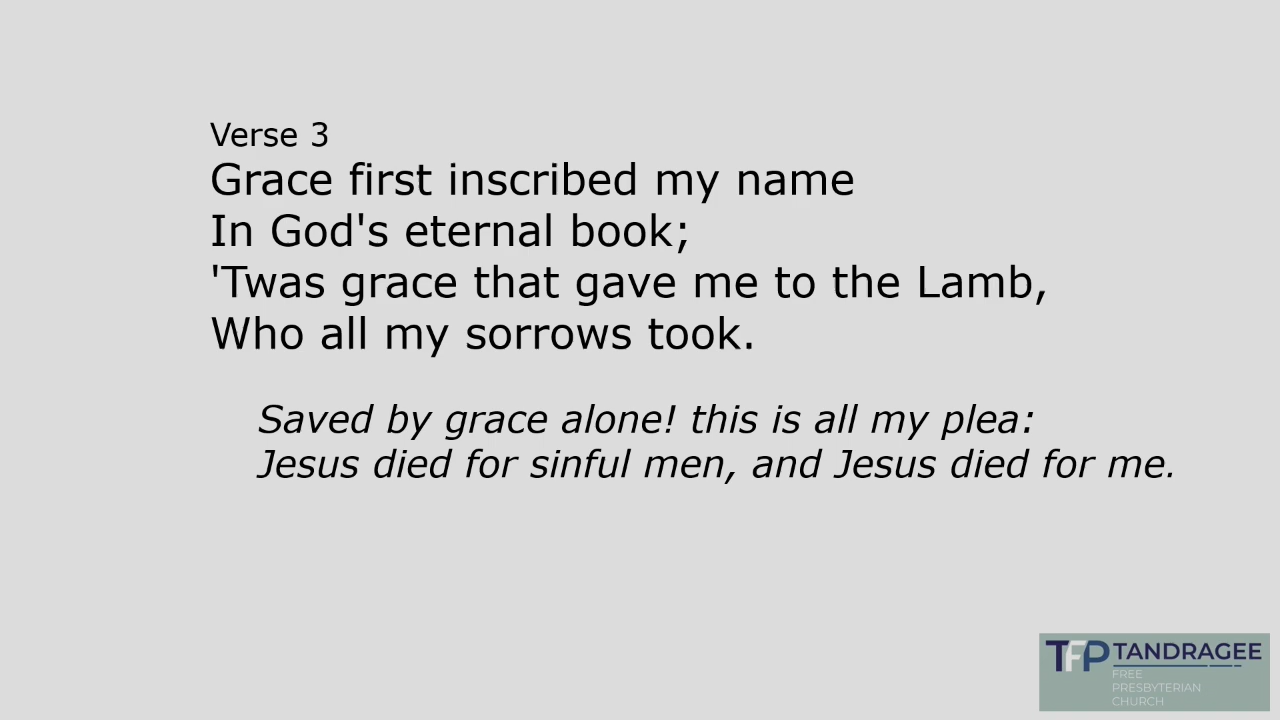 Verse 3
Grace first inscribed my name
In God's eternal book;
'Twas grace that gave me to the Lamb,
Who all my sorrows took.
Saved by grace alone! this is all my plea:
Jesus died for sinful men, and Jesus died for me.
TFP TANDRAGEE
FREE
PRESBYTERIAN
CHURCH